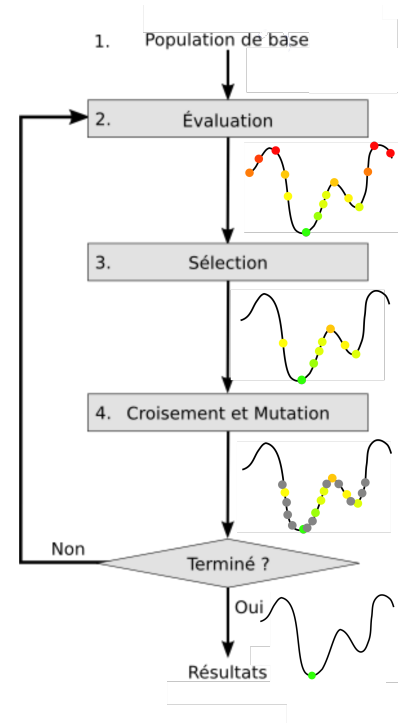 1. Population de base
2. Évaluation
3. Sélection
4. Croisement et Mutation
Terminé ?
Non
Oui
Résultats